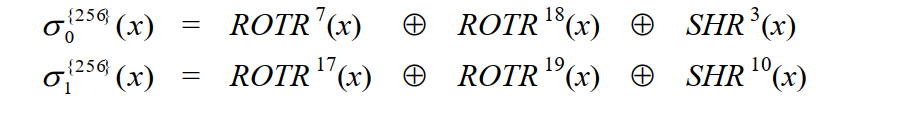 σ₀^{256}(x) = ROTR⁷(x) ⊕ ROTR¹⁸(x) ⊕ SHR³(x)
σ₁^{256}(x) = ROTR¹⁷(x) ⊕ ROTR¹⁹(x) ⊕ SHR¹⁰(x)